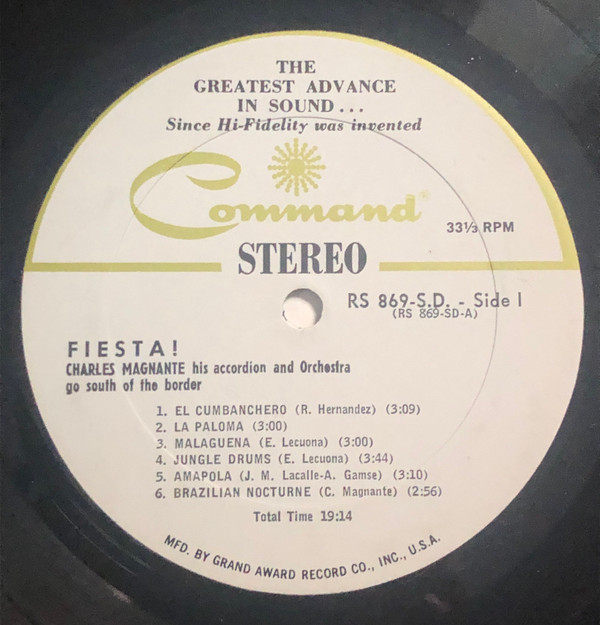 THE
GREATEST ADVANCE
IN SOUND...
Since Hi-Fidelity was invented
Command®
33⅓ RPM
STEREO
RS 869-S.D. - Side 1
(RS 869-SD-A)
FIESTA!
CHARLES MAGNANTE his accordion and Orchestra
go south of the border
1. EL CUMBANCHERO (R. Hernandez) (3:09)
2. LA PALOMA (3:00)
3. MALAGUENA (E. Lecuona) (3:00)
4. JUNGLE DRUMS (E. Lecuona) (3:44)
5. AMAPOLA (J. M. Lacalle-A. Gamse) (3:10)
6. BRAZILIAN NOCTURNE (C. Magnante) (2:56)
Total Time 19:14
MFD. BY GRAND AWARD RECORD CO., INC., U.S.A.